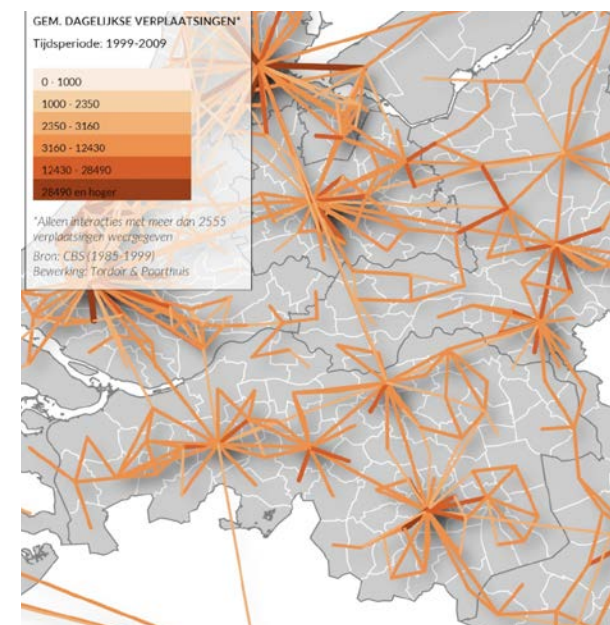 GEM. DAGELIJKSE VERPLAATSINGEN*
Tijdsperiode: 1999-2009
0 - 1000
1000 - 2350
2350 - 3160
3160 - 12430
12430 - 28490
28490 en hoger
*Alleen interacties met meer dan 2555
verplaatsingen weergegeven
Bron: CBS (1985-1999)
Bewerking: Tordoir & Poorthuis